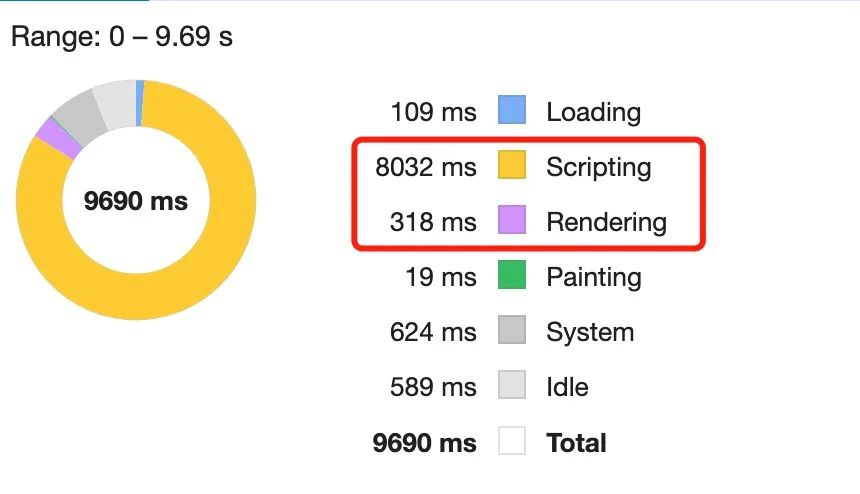 Range: 0 – 9.69 s
9690 ms
109 ms Loading
8032 ms Scripting
318 ms Rendering
19 ms Painting
624 ms System
589 ms Idle
9690 ms Total